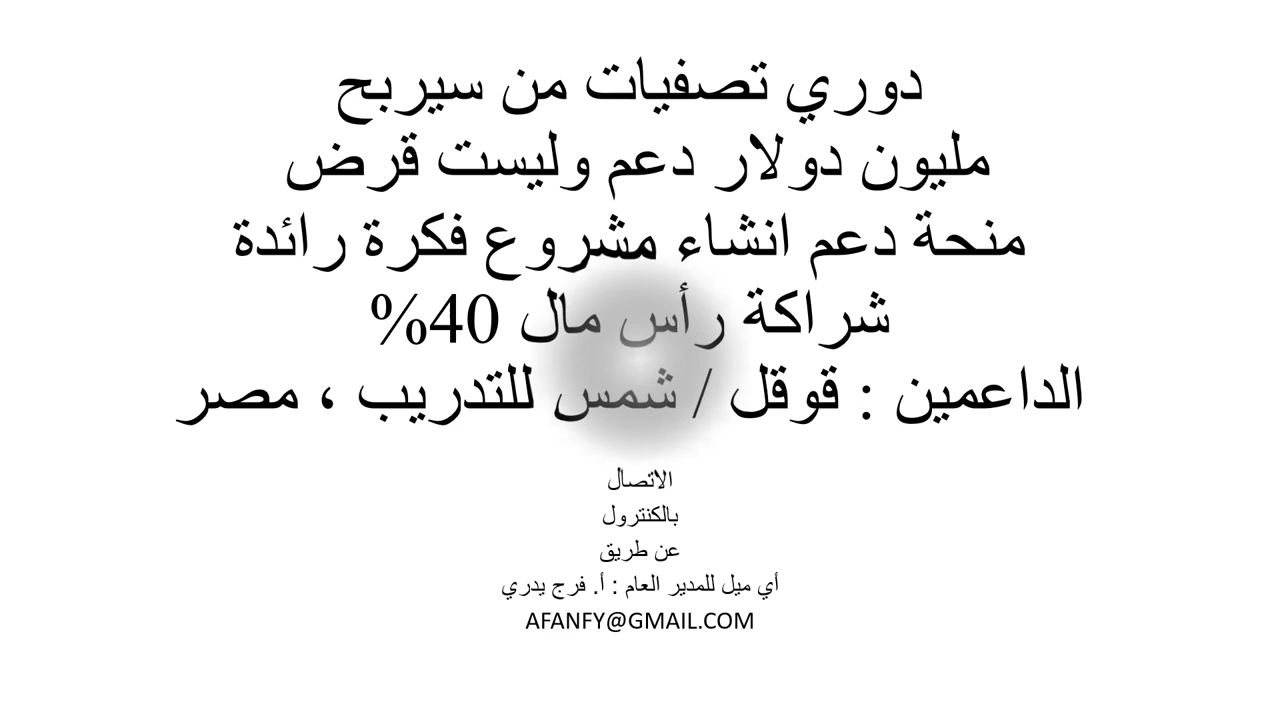 دوري تصفيات من سيربح
مليون دولار دعم وليست قرض
منحة دعم انشاء مشروع فكرة رائدة
شراكة رأس مال 40%
الداعمين : قوقل / شمس للتدريب ، مصر
الاتصال
بالكنترول
عن طريق
أي ميل للمدير العام : أ. فرج يدري
AFANFY@GMAIL.COM